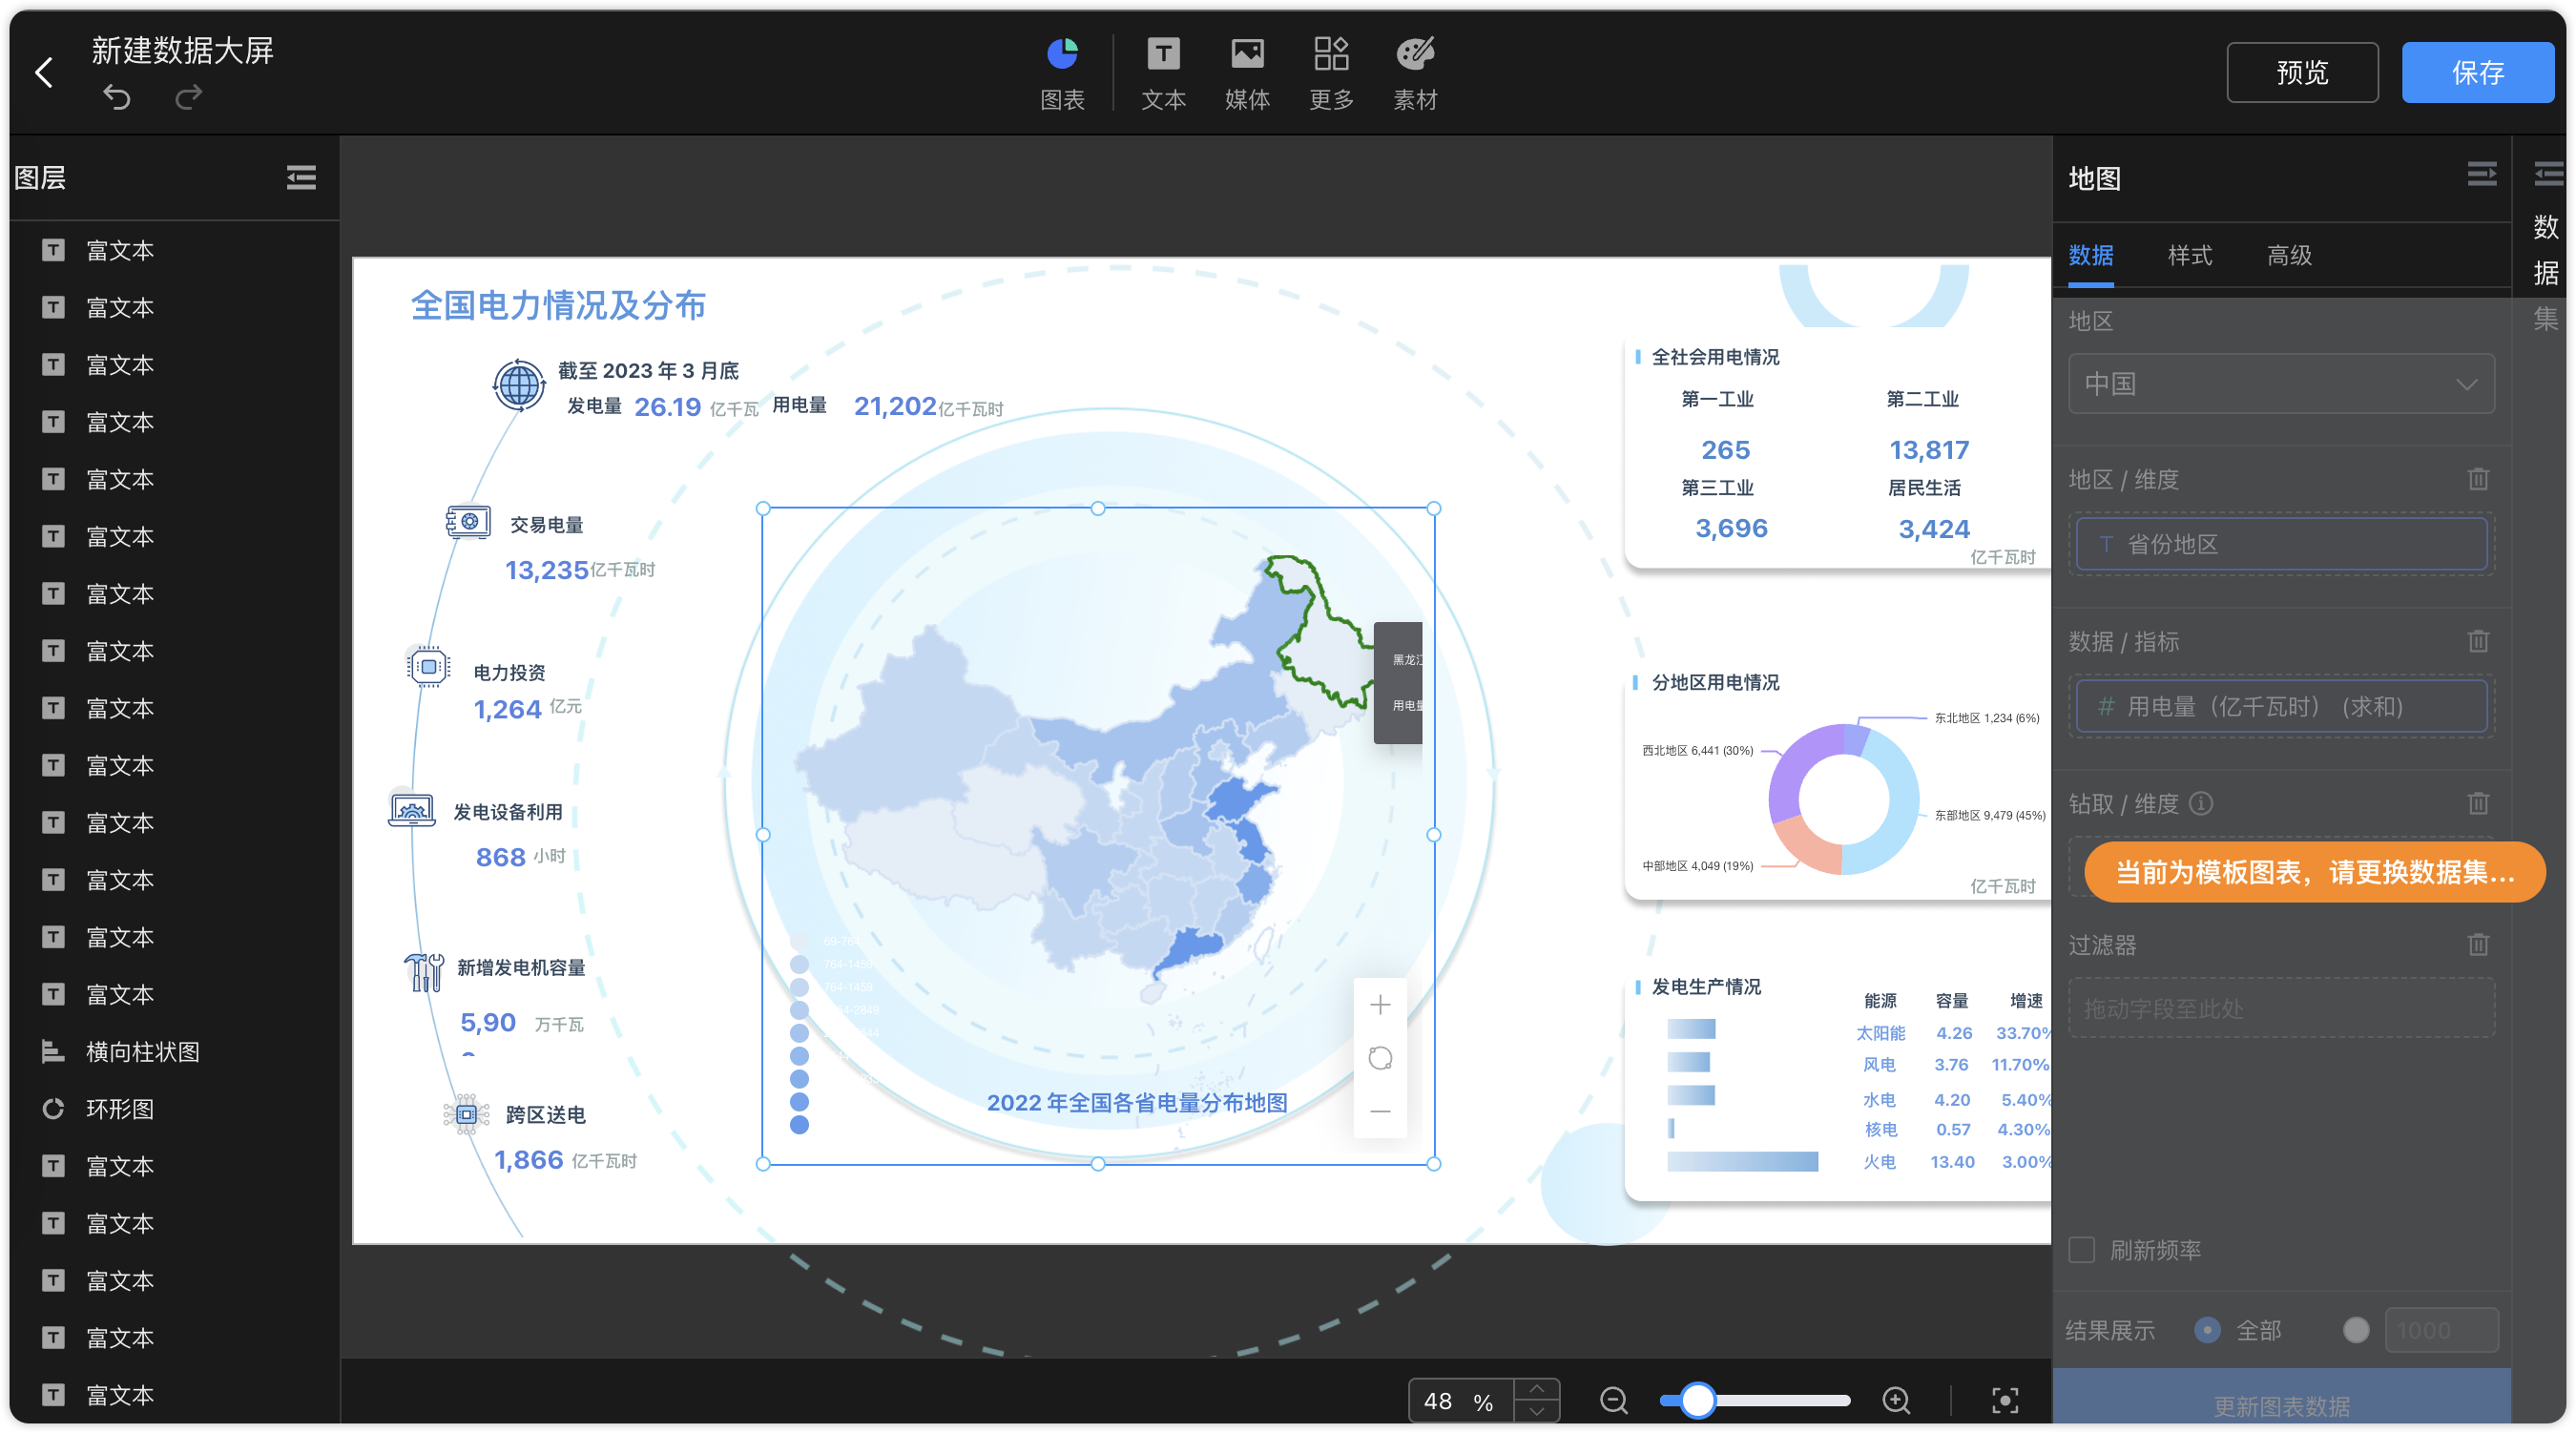 新建数据大屏
图表
文本
媒体
更多
素材
预览
保存
图层
富文本
富文本
富文本
富文本
富文本
富文本
富文本
富文本
富文本
富文本
富文本
富文本
富文本
富文本
横向柱状图
环形图
富文本
富文本
富文本
富文本
富文本
全国电力情况及分布
截至 2023 年 3 月底
发电量 26.19 亿千瓦 用电量 21,202亿千瓦时
交易电量
13,235亿千瓦时
电力投资
1,264 亿元
发电设备利用
868 小时
新增发电机容量
5,90 万千瓦
跨区送电
1,866 亿千瓦时
黑龙江
用电量
69-764
764-1459
764-1459
2022 年全国各省电量分布地图
全社会用电情况
第一工业 第二工业
265 13,817
第三工业 居民生活
3,696 3,424
亿千瓦时
分地区用电情况
东北地区 1,234 (6%)
西北地区 6,441 (30%)
东部地区 9,479 (45%)
中部地区 4,049 (19%)
亿千瓦时
发电生产情况
能源 容量 增速
太阳能 4.26 33.70%
风电 3.76 11.70%
水电 4.20 5.40%
核电 0.57 4.30%
火电 13.40 3.00%
48 %
地图
数据 样式 高级
地区
中国
地区 / 维度
T 省份地区
数据 / 指标
# 用电量（亿千瓦时） (求和)
钻取 / 维度
当前为模板图表，请更换数据集...
过滤器
拖动字段至此处
刷新频率
结果展示 全部 1000
更新图表数据
数
据
集